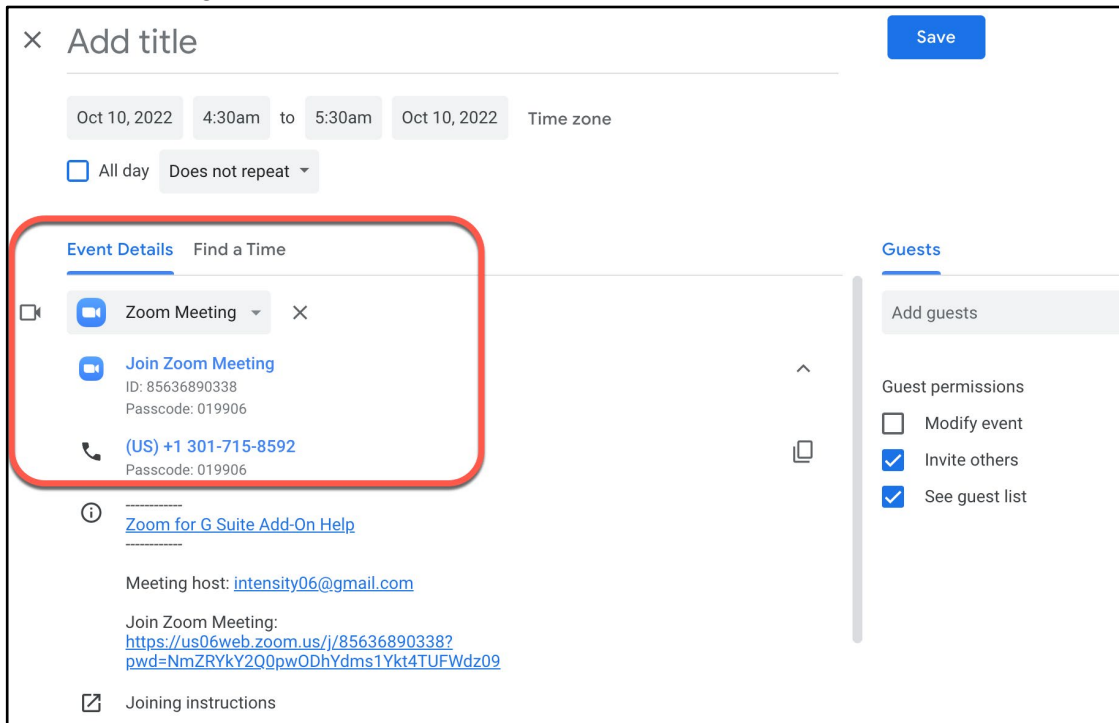 Add title
Save
Oct 10, 2022 4:30am to 5:30am Oct 10, 2022 Time zone
All day Does not repeat
Event Details Find a Time
Guests
Zoom Meeting
Add guests
Join Zoom Meeting
ID: 85636890338
Passcode: 019906
Guest permissions
Modify event
(US) +1 301-715-8592
Passcode: 019906
Invite others
See guest list
------------
Zoom for G Suite Add-On Help
------------
Meeting host: intensity06@gmail.com
Join Zoom Meeting:
https://us06web.zoom.us/j/85636890338?
pwd=NmZRYkY2Q0pwODhYdms1Ykt4TUFWdz09
Joining instructions